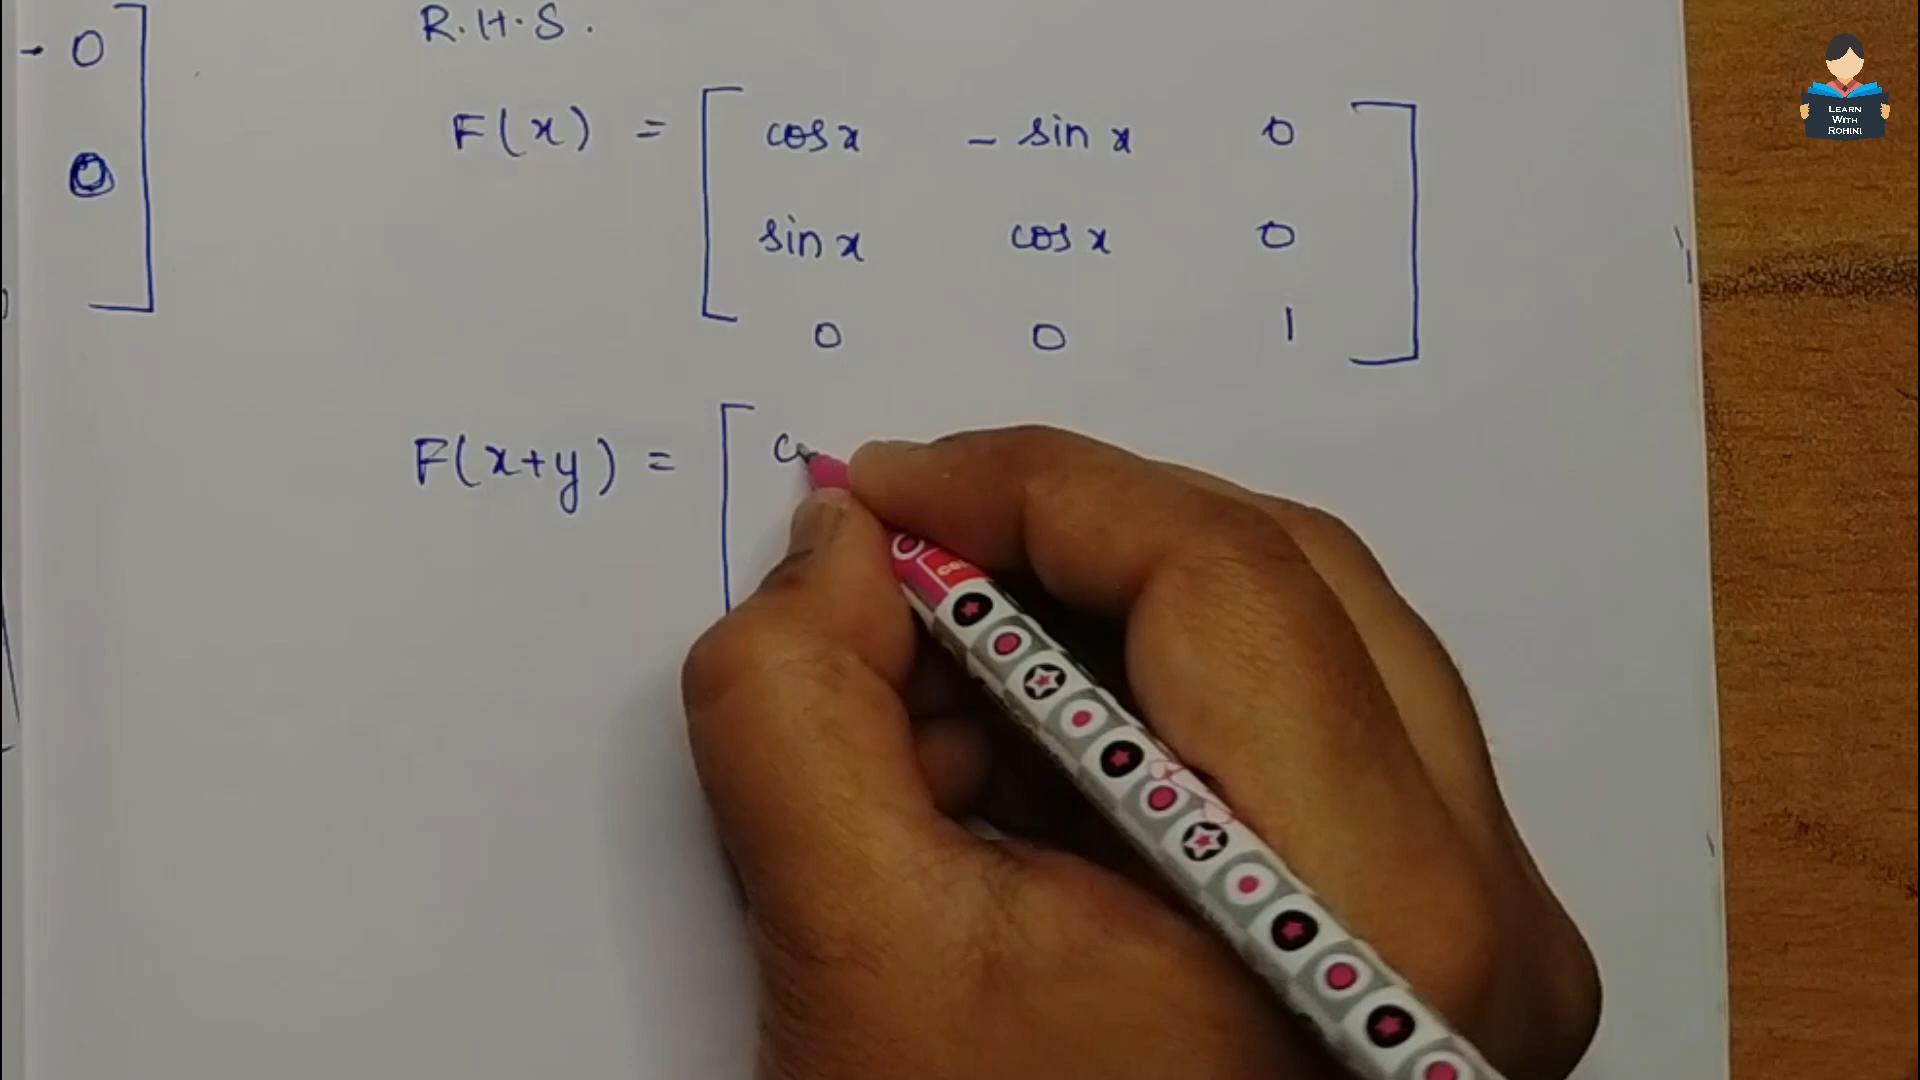 - 0
0
R.H.S.
F(x) = [ cos x - sin x 0
sin x cos x 0
0 0 1 ]
F(x+y) = [ c
LEARN
WITH
ROHINI